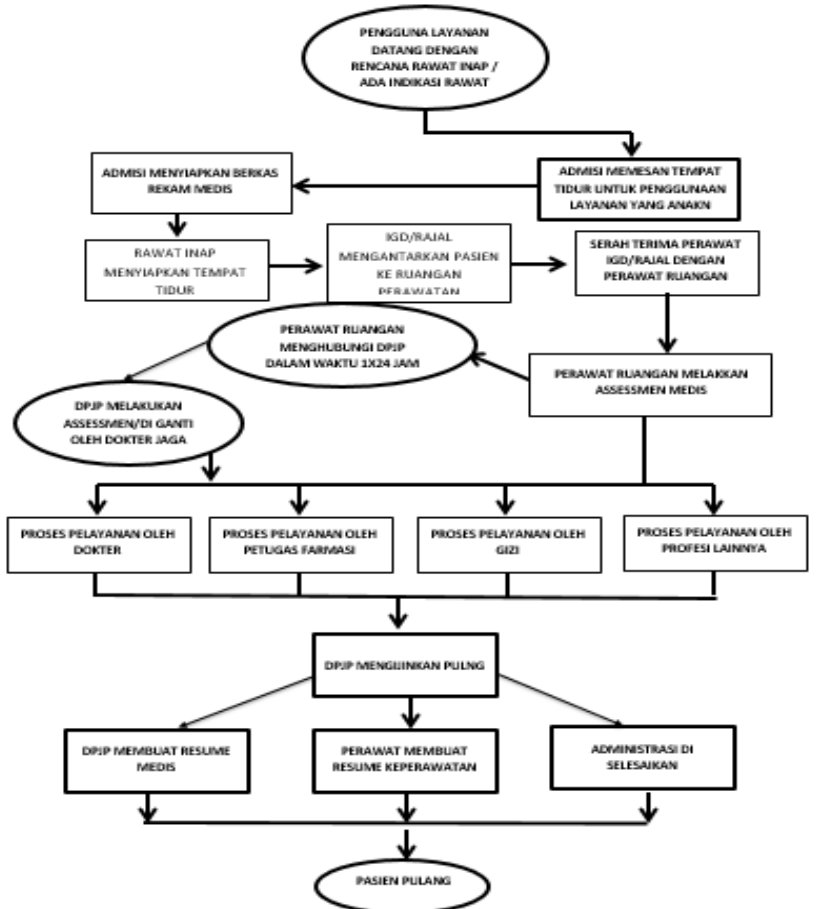 PENGGUNA LAYANAN
DATANG DENGAN
RENCANA RAWAT INAP /
ADA INDIKASI RAWAT
ADMISI MEMESAN TEMPAT
TIDUR UNTUK PENGGUNAAN
LAYANAN YANG ANAKN
ADMISI MENYIAPKAN BERKAS
REKAM MEDIS
RAWAT INAP
MENYIAPKAN TEMPAT
TIDUR
IGD/RAJAL
MENGANTARKAN PASIEN
KE RUANGAN
PERAWATAN
SERAH TERIMA PERAWAT
IGD/RAJAL DENGAN
PERAWAT RUANGAN
PERAWAT RUANGAN MELAKKAN
ASSESSMEN MEDIS
PERAWAT RUANGAN
MENGHUBUNGI DPJP
DALAM WAKTU 1X24 JAM
DPJP MELAKUKAN
ASSESSMEN/DI GANTI
OLEH DOKTER JAGA
PROSES PELAYANAN OLEH
DOKTER
PROSES PELAYANAN OLEH
PETUGAS FARMASI
PROSES PELAYANAN OLEH
GIZI
PROSES PELAYANAN OLEH
PROFESI LAINNYA
DPJP MENGIJINKAN PULNG
DPJP MEMBUAT RESUME
MEDIS
PERAWAT MEMBUAT
RESUME KEPERAWATAN
ADMINISTRASI DI
SELESAIKAN
PASIEN PULANG